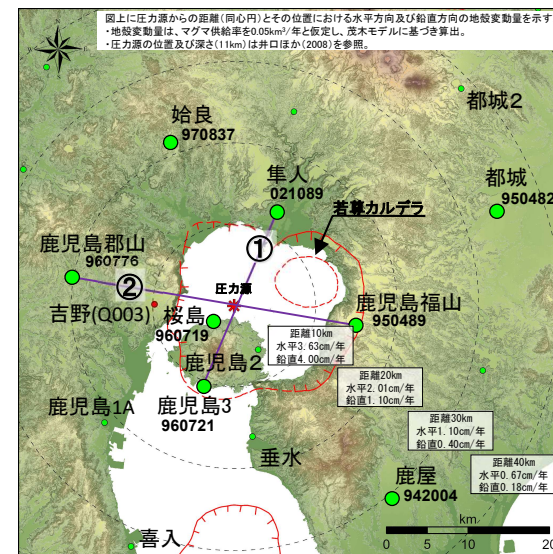 図上に圧力源からの距離(同心円)とその位置における水平方向及び鉛直方向の地殻変動量を示す
・地殻変動量は、マグマ供給率を0.05km³/年と仮定し、茂木モデルに基づき算出。
・圧力源の位置及び深さ(11km)は井口ほか(2008)を参照。
都城2
姶良
970837
隼人
021089
都城
950482
若尊カルデラ
①
鹿児島郡山
960776
②
圧力源
吉野(Q003)
桜島
960719
鹿児島福山
950489
距離10km
水平3.63cm/年
鉛直4.00cm/年
鹿児島2
距離20km
水平2.01cm/年
鉛直1.10cm/年
鹿児島3
960721
鹿児島1A
距離30km
水平1.10cm/年
鉛直0.40cm/年
垂水
距離40km
水平0.67cm/年
鉛直0.18cm/年
鹿屋
942004
喜入
km
0 10 20